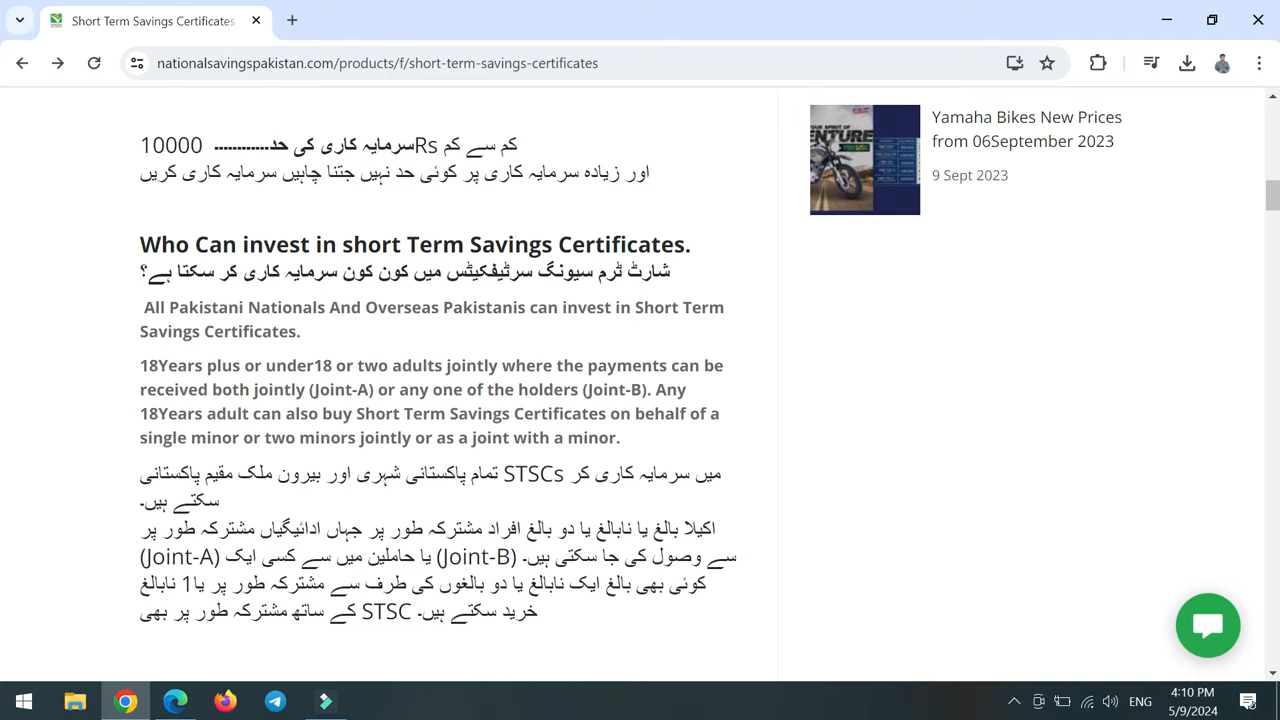 Short Term Savings Certificates
nationalsavingspakistan.com/products/f/short-term-savings-certificates
10000 ------------سرمایہ کاری کی حدRs کم سے کم
اور زیادہ سرمایہ کاری پر کوئی حد نہیں جتنا چاہیں سرمایہ کاری کریں
Who Can invest in short Term Savings Certificates.
شارٹ ٹرم سیونگ سرٹیفکیٹس میں کون کون سرمایہ کاری کر سکتا ہے؟
All Pakistani Nationals And Overseas Pakistanis can invest in Short Term
Savings Certificates.
18Years plus or under18 or two adults jointly where the payments can be
received both jointly (Joint-A) or any one of the holders (Joint-B). Any
18Years adult can also buy Short Term Savings Certificates on behalf of a
single minor or two minors jointly or as a joint with a minor.
تمام پاکستانی شہری اور بیرون ملک مقیم پاکستانی STSCs میں سرمایہ کاری کر
سکتے ہیں۔
اکیلا بالغ یا نابالغ یا دو بالغ افراد مشترکہ طور پر جہاں ادائیگیاں مشترکہ طور پر
(Joint-A) یا حاملین میں سے کسی ایک (Joint-B) سے وصول کی جا سکتی ہیں۔
کوئی بھی بالغ ایک نابالغ یا دو بالغوں کی طرف سے مشترکہ طور پر یا1 نابالغ
کے ساتھ مشترکہ طور پر بھی STSC خرید سکتے ہیں۔
Yamaha Bikes New Prices
from 06September 2023
9 Sept 2023
ENG
4:10 PM
5/9/2024